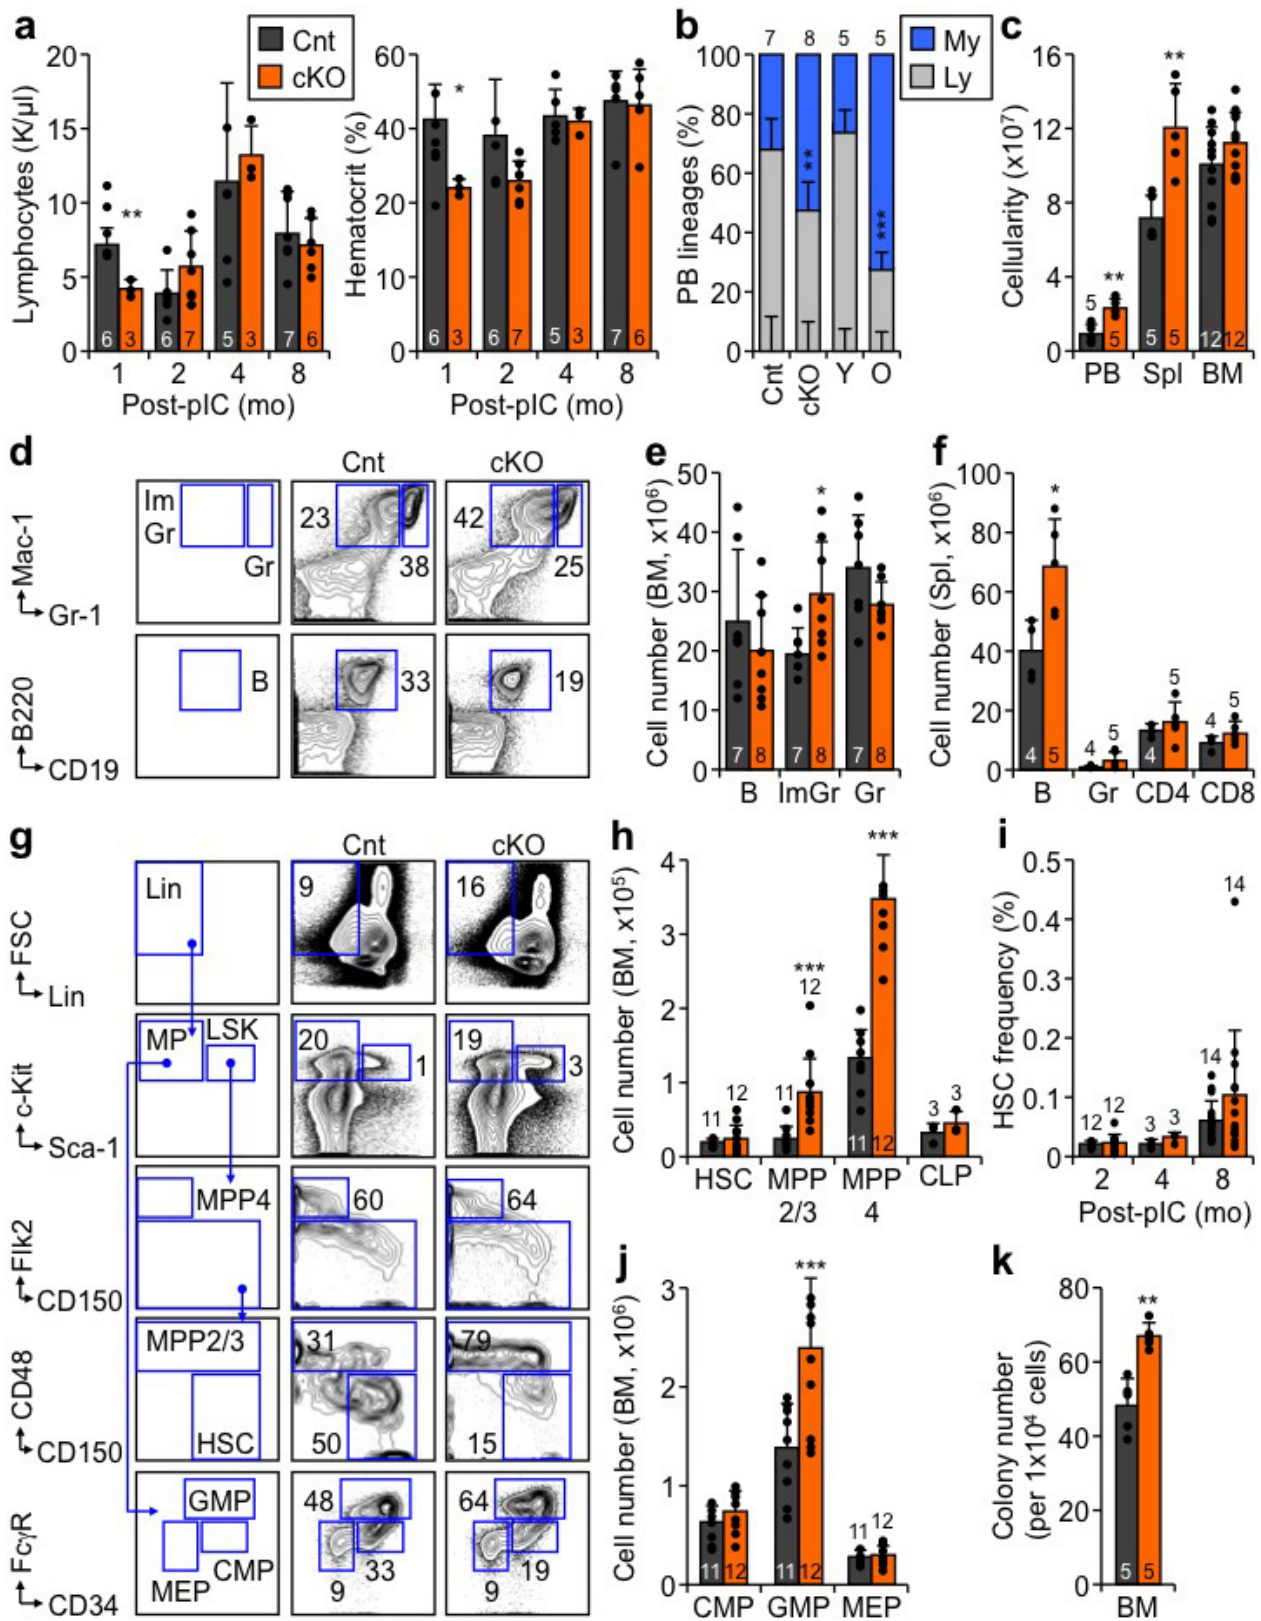 a
Cnt
cKO
Lymphocytes (K/µl)
20
15
10
5
0
**
6 3 6 7 5 3 7 6
1 2 4 8
Post-pIC (mo)
Hematocrit (%)
60
40
20
10
0
*
6 3 6 7 5 3 7 6
1 2 4 8
Post-pIC (mo)
b
My
Ly
PB lineages (%)
7 8 5 5
100
80
60
40
20
0
**
***
Cnt cKO Y O
c
Cellularity (x10⁷)
16
12
8
4
0
** ** 
5 5 5 5 12 12
PB Spl BM
d
Cnt cKO
Mac-1
Gr-1
Im
Gr
Gr
23
38
42
25
B220
CD19
B
33
19
e
Cell number (BM, x10⁶)
50
40
30
20
10
0
*
7 8 7 8 7 8
B ImGr Gr
f
Cell number (Spl, x10⁶)
100
80
60
40
20
0
*
4 5 4 5 4 5 4 5
B Gr CD4 CD8
g
Cnt cKO
FSC
Lin
Lin
9
16
c-Kit
Sca-1
MP LSK
20
1
19
3
Flk2
CD150
MPP4
60
64
CD48
CD150
MPP2/3
HSC
31
50
79
15
FcγR
CD34
GMP
CMP
MEP
48
33
9
64
19
9
h
Cell number (BM, x10⁵)
4
3
2
1
0
***
***
11 12 11 12 11 12 3 3
HSC MPP MPP CLP
2/3 4
i
HSC frequency (%)
0.5
0.4
0.3
0.2
0.1
0
12 12 3 3 14 14
2 4 8
Post-pIC (mo)
j
Cell number (BM, x10⁶)
3
2
1
0
***
11 12 11 12 11 12
CMP GMP MEP
k
Colony number
(per 1x10⁴ cells)
80
60
40
20
0
**
5 5
BM